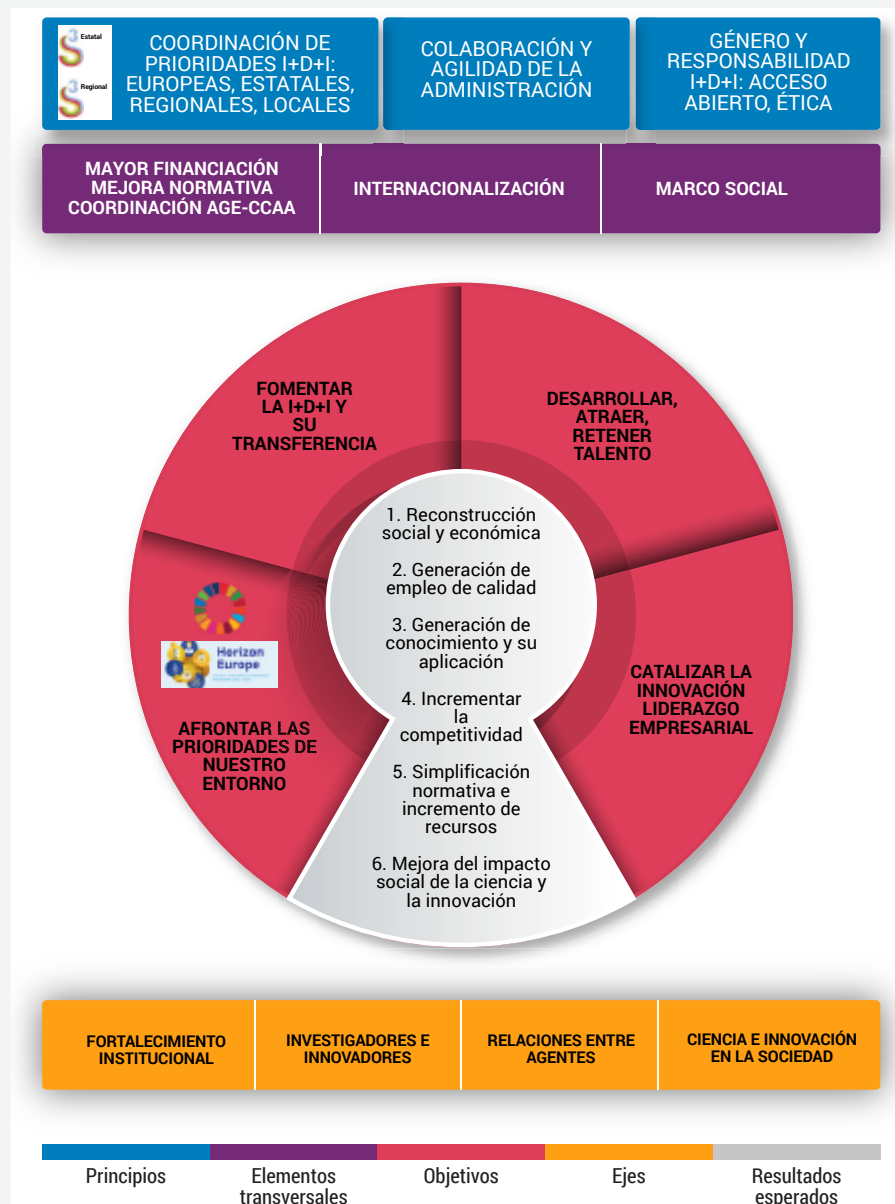 S3 Estatal
S3 Regional
COORDINACIÓN DE
PRIORIDADES I+D+I:
EUROPEAS, ESTATALES,
REGIONALES, LOCALES
COLABORACIÓN Y
AGILIDAD DE LA
ADMINISTRACIÓN
GÉNERO Y
RESPONSABILIDAD
I+D+I: ACCESO
ABIERTO, ÉTICA
MAYOR FINANCIACIÓN
MEJORA NORMATIVA
COORDINACIÓN AGE-CCAA
INTERNACIONALIZACIÓN
MARCO SOCIAL
FOMENTAR
LA I+D+I Y
SU
TRANSFERENCIA
DESARROLLAR,
ATRAER,
RETENER
TALENTO
1. Reconstrucción
social y económica
2. Generación de
empleo de calidad
3. Generación de
conocimiento y su
aplicación
4. Incrementar
la
competitividad
5. Simplificación
normativa e
incremento de
recursos
6. Mejora del impacto
social de la ciencia y
la innovación
Horizon
Europe
AFRONTAR LAS
PRIORIDADES DE
NUESTRO
ENTORNO
CATALIZAR LA
INNOVACIÓN
LIDERAZGO
EMPRESARIAL
FORTALECIMIENTO
INSTITUCIONAL
INVESTIGADORES E
INNOVADORES
RELACIONES ENTRE
AGENTES
CIENCIA E INNOVACIÓN
EN LA SOCIEDAD
Principios
Elementos
transversales
Objetivos
Ejes
Resultados
esperados